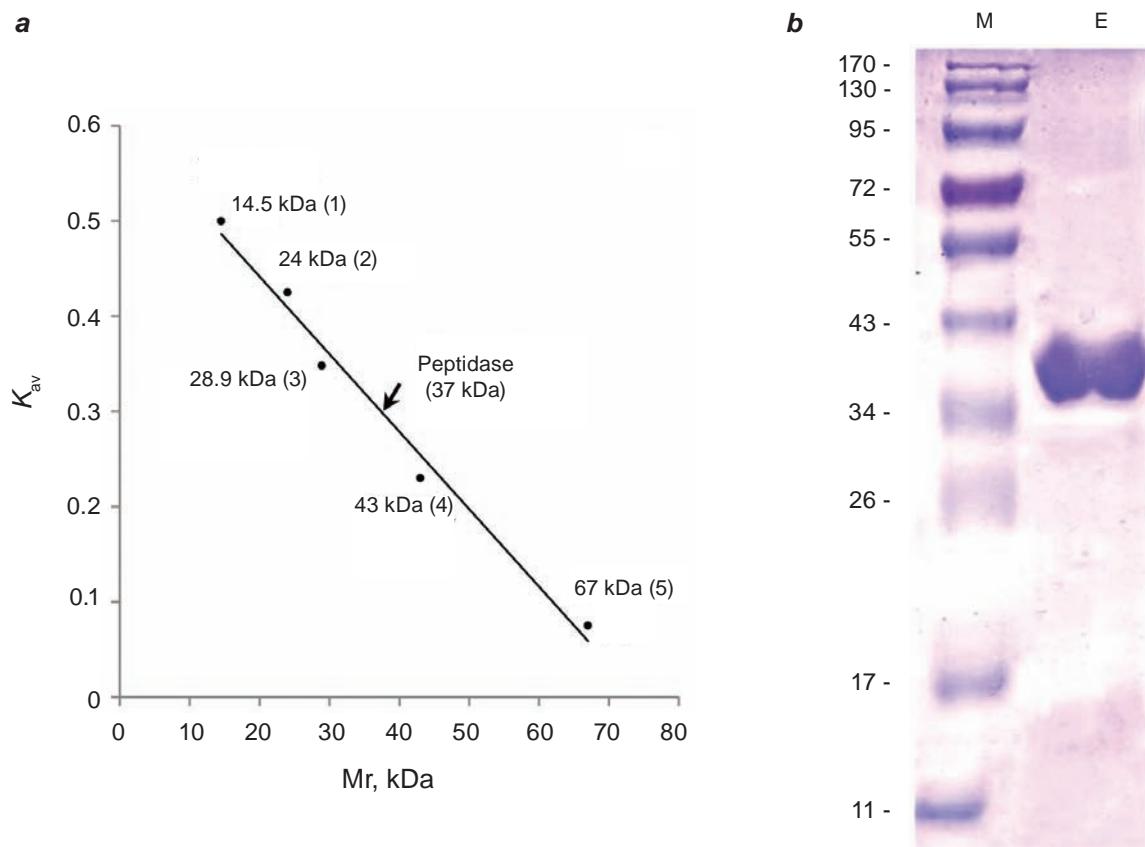 a
0.6
0.5
0.4
0.3
0.2
0.1
0
K av
14.5 kDa (1)
24 kDa (2)
28.9 kDa (3)
Peptidase
(37 kDa)
43 kDa (4)
67 kDa (5)
0 10 20 30 40 50 60 70 80
Mr, kDa
b
M E
170 -
130 -
95 -
72 -
55 -
43 -
34 -
26 -
17 -
11 -